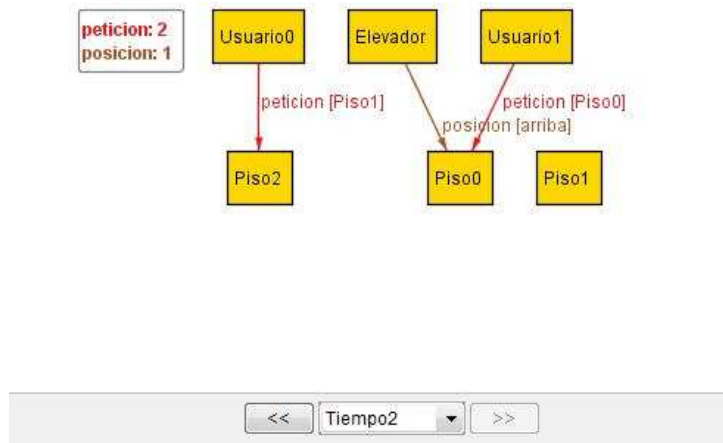 peticion: 2
posicion: 1
Usuario0
Elevador
Usuario1
peticion [Piso1]
peticion [Piso0]
posicion [arriba]
Piso2
Piso0
Piso1
<<
Tiempo2
>>